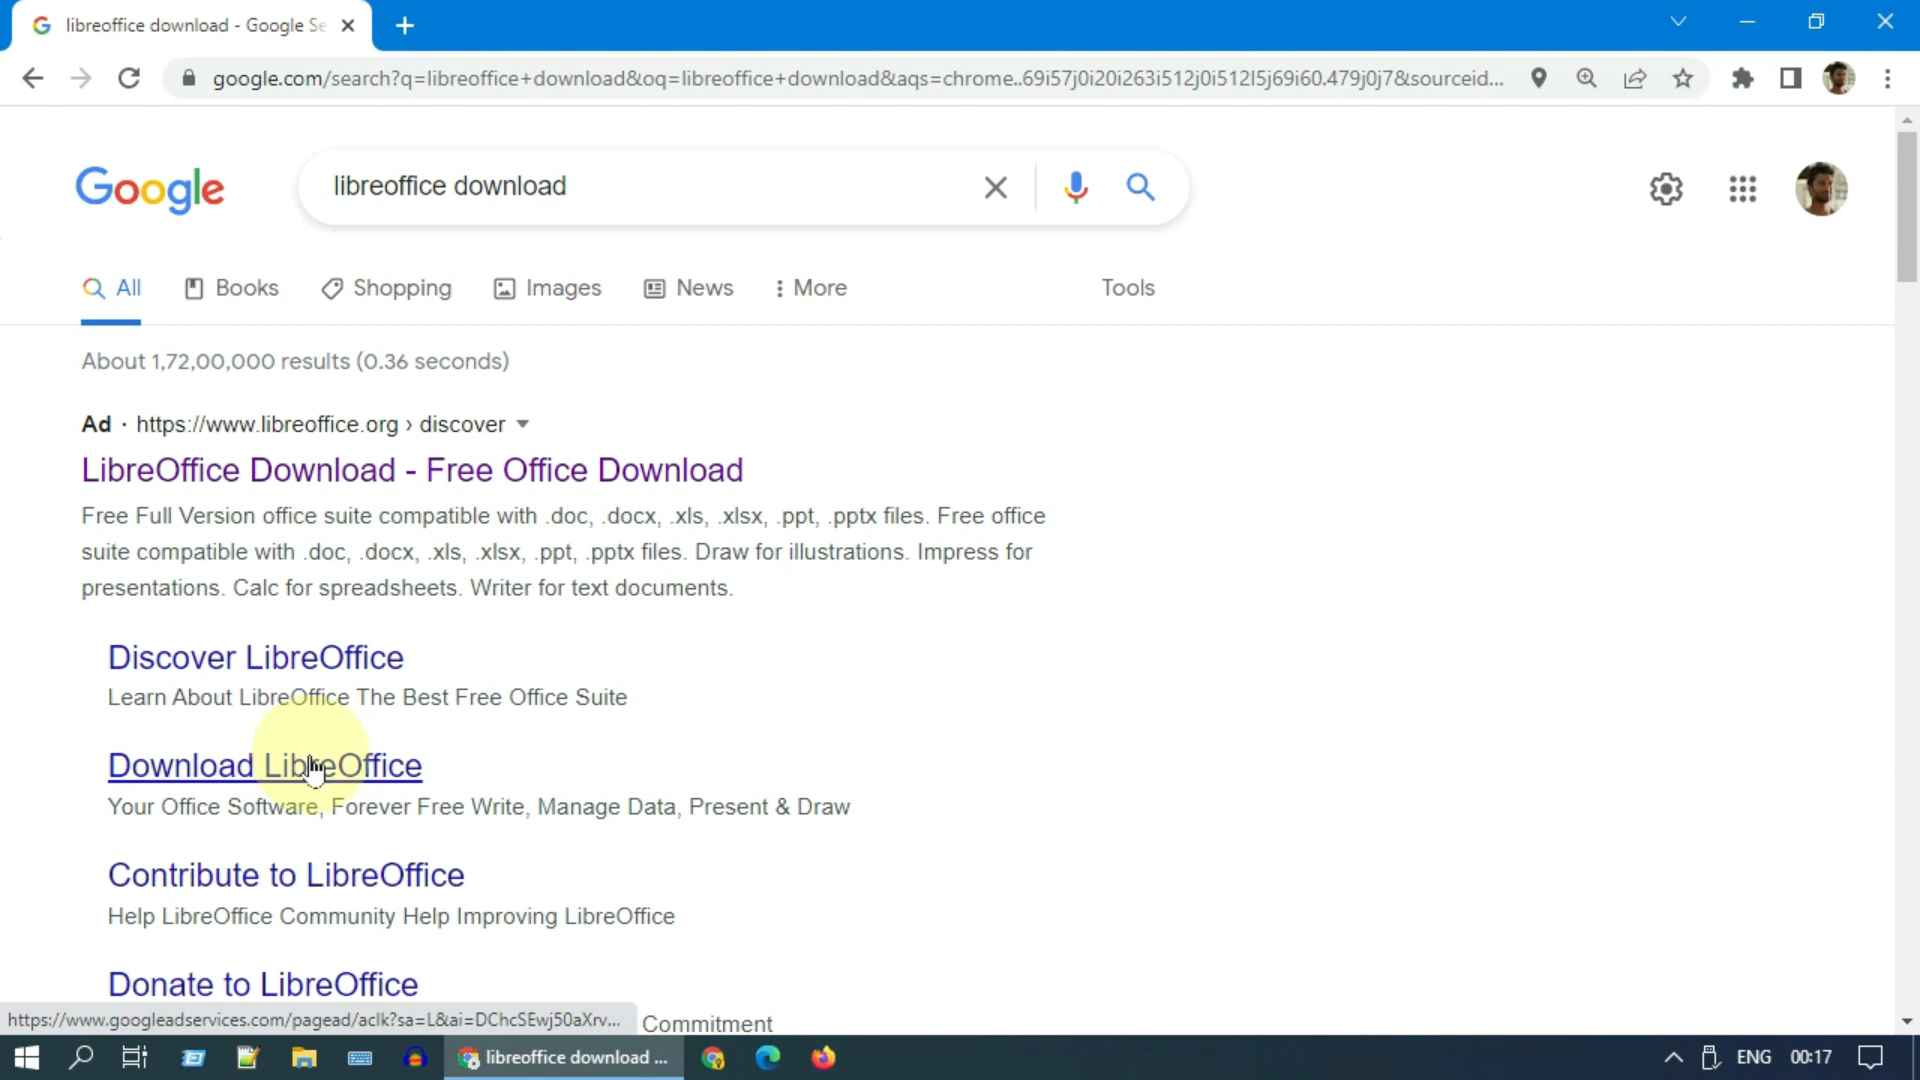 libreoffice download - Google Se
google.com/search?q=libreoffice+download&oq=libreoffice+download&aqs=chrome..69i57j0i20i263i512j0i512l5j69i60.479j0j7&sourceid...
Google
libreoffice download
All
Books
Shopping
Images
News
More
Tools
About 1,72,00,000 results (0.36 seconds)
Ad · https://www.libreoffice.org › discover
LibreOffice Download - Free Office Download
Free Full Version office suite compatible with .doc, .docx, .xls, .xlsx, .ppt, .pptx files. Free office
suite compatible with .doc, .docx, .xls, .xlsx, .ppt, .pptx files. Draw for illustrations. Impress for
presentations. Calc for spreadsheets. Writer for text documents.
Discover LibreOffice
Learn About LibreOffice The Best Free Office Suite
Download LibreOffice
Your Office Software, Forever Free Write, Manage Data, Present & Draw
Contribute to LibreOffice
Help LibreOffice Community Help Improving LibreOffice
Donate to LibreOffice
https://www.googleadservices.com/pagead/aclk?sa=L&ai=DChcSEwj50aXrv...
Commitment
libreoffice download ...
ENG
00:17